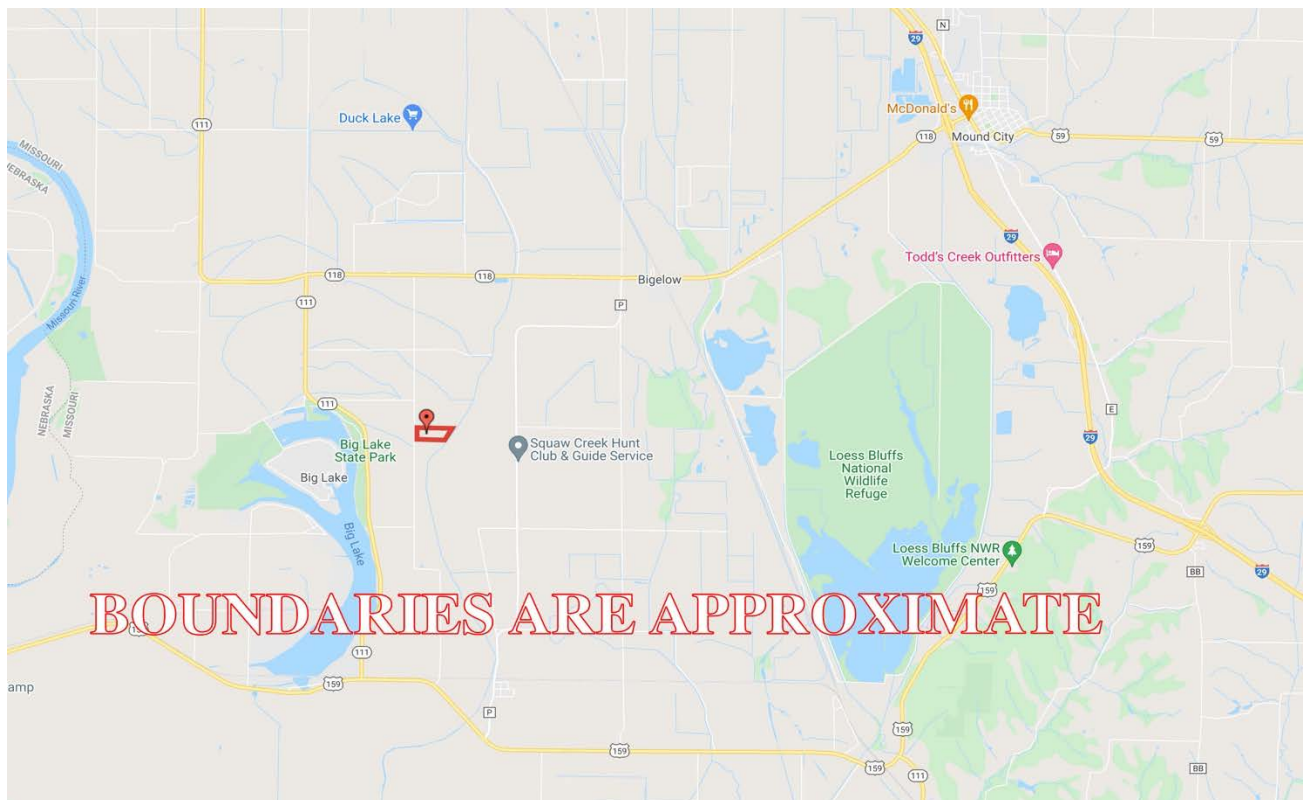 N
29
McDonald's
Duck Lake
111
118
Mound City
59
59
MISSOURI
NEBRASKA
29
Todd's Creek Outfitters
118
118
Bigelow
111
P
Missouri River
29
E
NEBRASKA
MISSOURI
111
Big Lake
State Park
Squaw Creek Hunt
Club & Guide Service
Big Lake
Loess Bluffs
National
Wildlife
Refuge
Big Lake
159
Loess Bluffs NWR
Welcome Center
BB
29
159
BOUNDARIES ARE APPROXIMATE
159
111
159
amp
P
159
159
159
111
BB